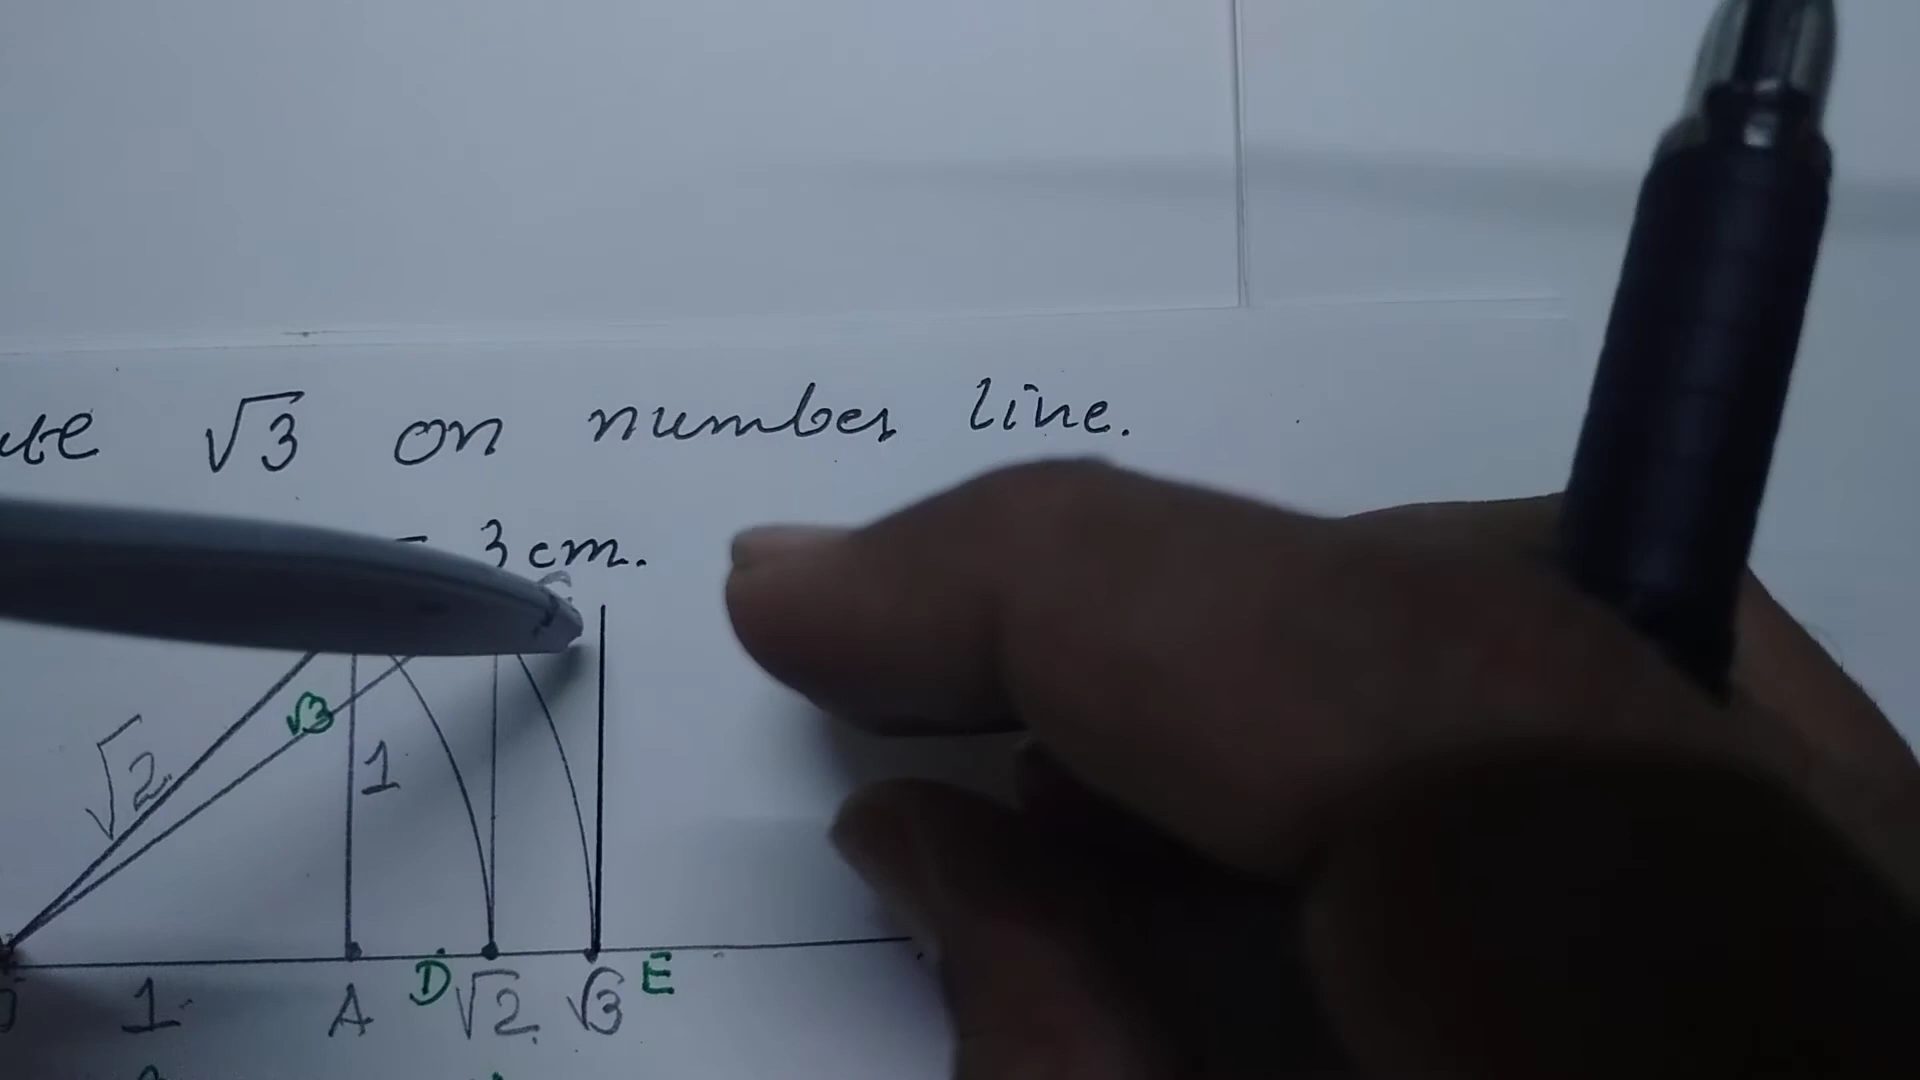 √3 on number line.
3 cm.
√3
√2
1
D E
1 A √2 √3